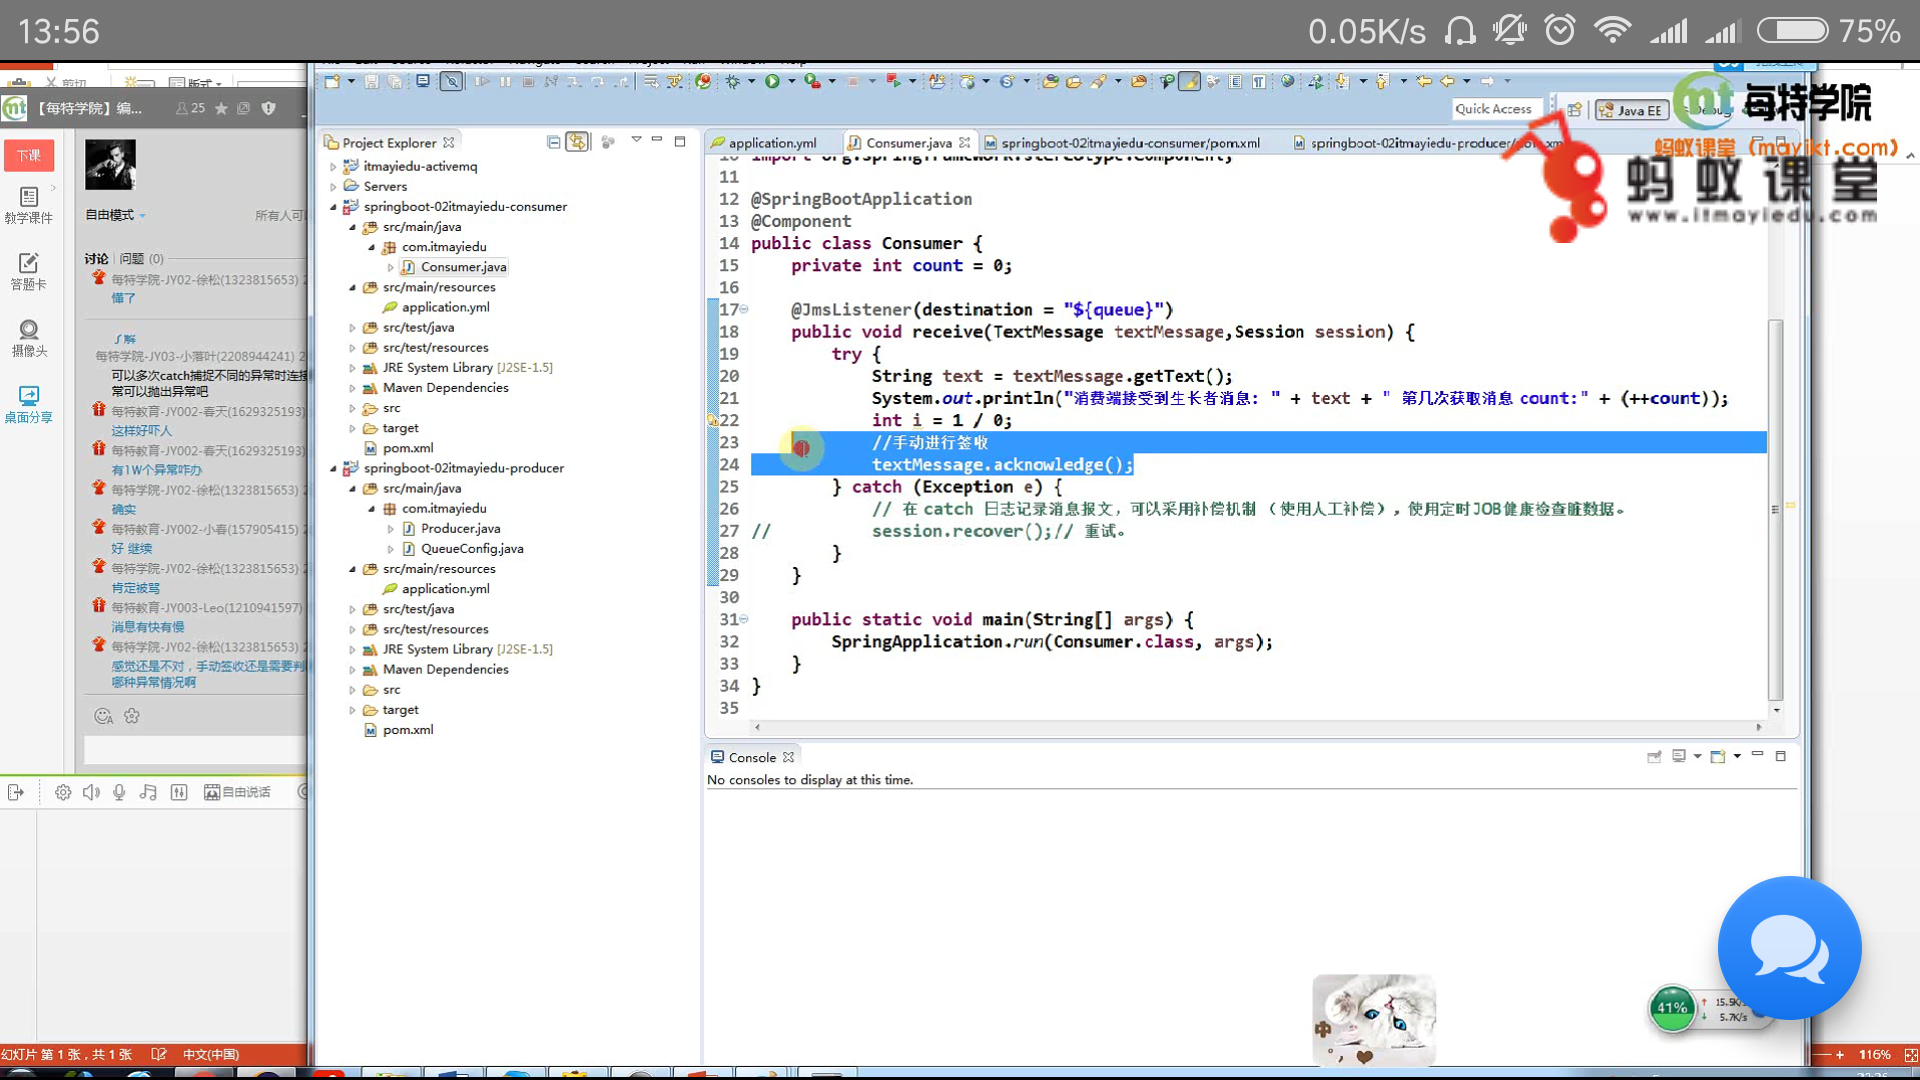 13:56
0.05K/s
75%
剪切
版式
【每特学院】编...
25
Quick Access
Java EE
Debug
每特学院
蚂蚁课堂（mayikt.com）
蚂蚁课堂
www.itmayiedu.com
下课
教学课件
答题卡
摄像头
桌面分享
自由模式
所有人可
讨论 问题 (0)
每特学院-JY02-徐松(1323815653) 2
懂了
了解
每特学院-JY03-小落叶(2208944241) 2
可以多次catch捕捉不同的异常时连接
常可以抛出异常吧
每特教育-JY002-春天(1629325193)
这样好吓人
每特教育-JY002-春天(1629325193)
有1W个异常咋办
每特学院-JY02-徐松(1323815653) 2
确实
每特教育-JY002-小春(157905415) 2
好 继续
每特学院-JY02-徐松(1323815653) 2
肯定被骂
每特教育-JY003-Leo(1210941597)
消息有快有慢
每特学院-JY02-徐松(1323815653) 2
感觉还是不对，手动签收还是需要判
哪种异常情况啊
自由说话
幻灯片 第 1 张，共 1 张
中文(中国)
Project Explorer
itmayiedu-activemq
Servers
springboot-02itmayiedu-consumer
src/main/java
com.itmayiedu
Consumer.java
src/main/resources
application.yml
src/test/java
src/test/resources
JRE System Library [J2SE-1.5]
Maven Dependencies
src
target
pom.xml
springboot-02itmayiedu-producer
src/main/java
com.itmayiedu
Producer.java
QueueConfig.java
src/main/resources
application.yml
src/test/java
src/test/resources
JRE System Library [J2SE-1.5]
Maven Dependencies
src
target
pom.xml
application.yml
Consumer.java
springboot-02itmayiedu-consumer/pom.xml
springboot-02itmayiedu-producer/pom.xml
10 import org.springframework.stereotype.Component;
11
12 @SpringBootApplication
13 @Component
14 public class Consumer {
15 private int count = 0;
16
17 @JmsListener(destination = "${queue}")
18 public void receive(TextMessage textMessage,Session session) {
19 try {
20 String text = textMessage.getText();
21 System.out.println("消费端接受到生长者消息: " + text + " 第几次获取消息 count:" + (++count));
22 int i = 1 / 0;
23 //手动进行签收
24 textMessage.acknowledge();
25 } catch (Exception e) {
26 // 在 catch 日志记录消息报文，可以采用补偿机制 （使用人工补偿），使用定时JOB健康检查脏数据。
27 // session.recover();// 重试。
28 }
29 }
30
31 public static void main(String[] args) {
32 SpringApplication.run(Consumer.class, args);
33 }
34 }
35
Console
No consoles to display at this time.
中
41%
15.5K/s
5.7K/s
116%